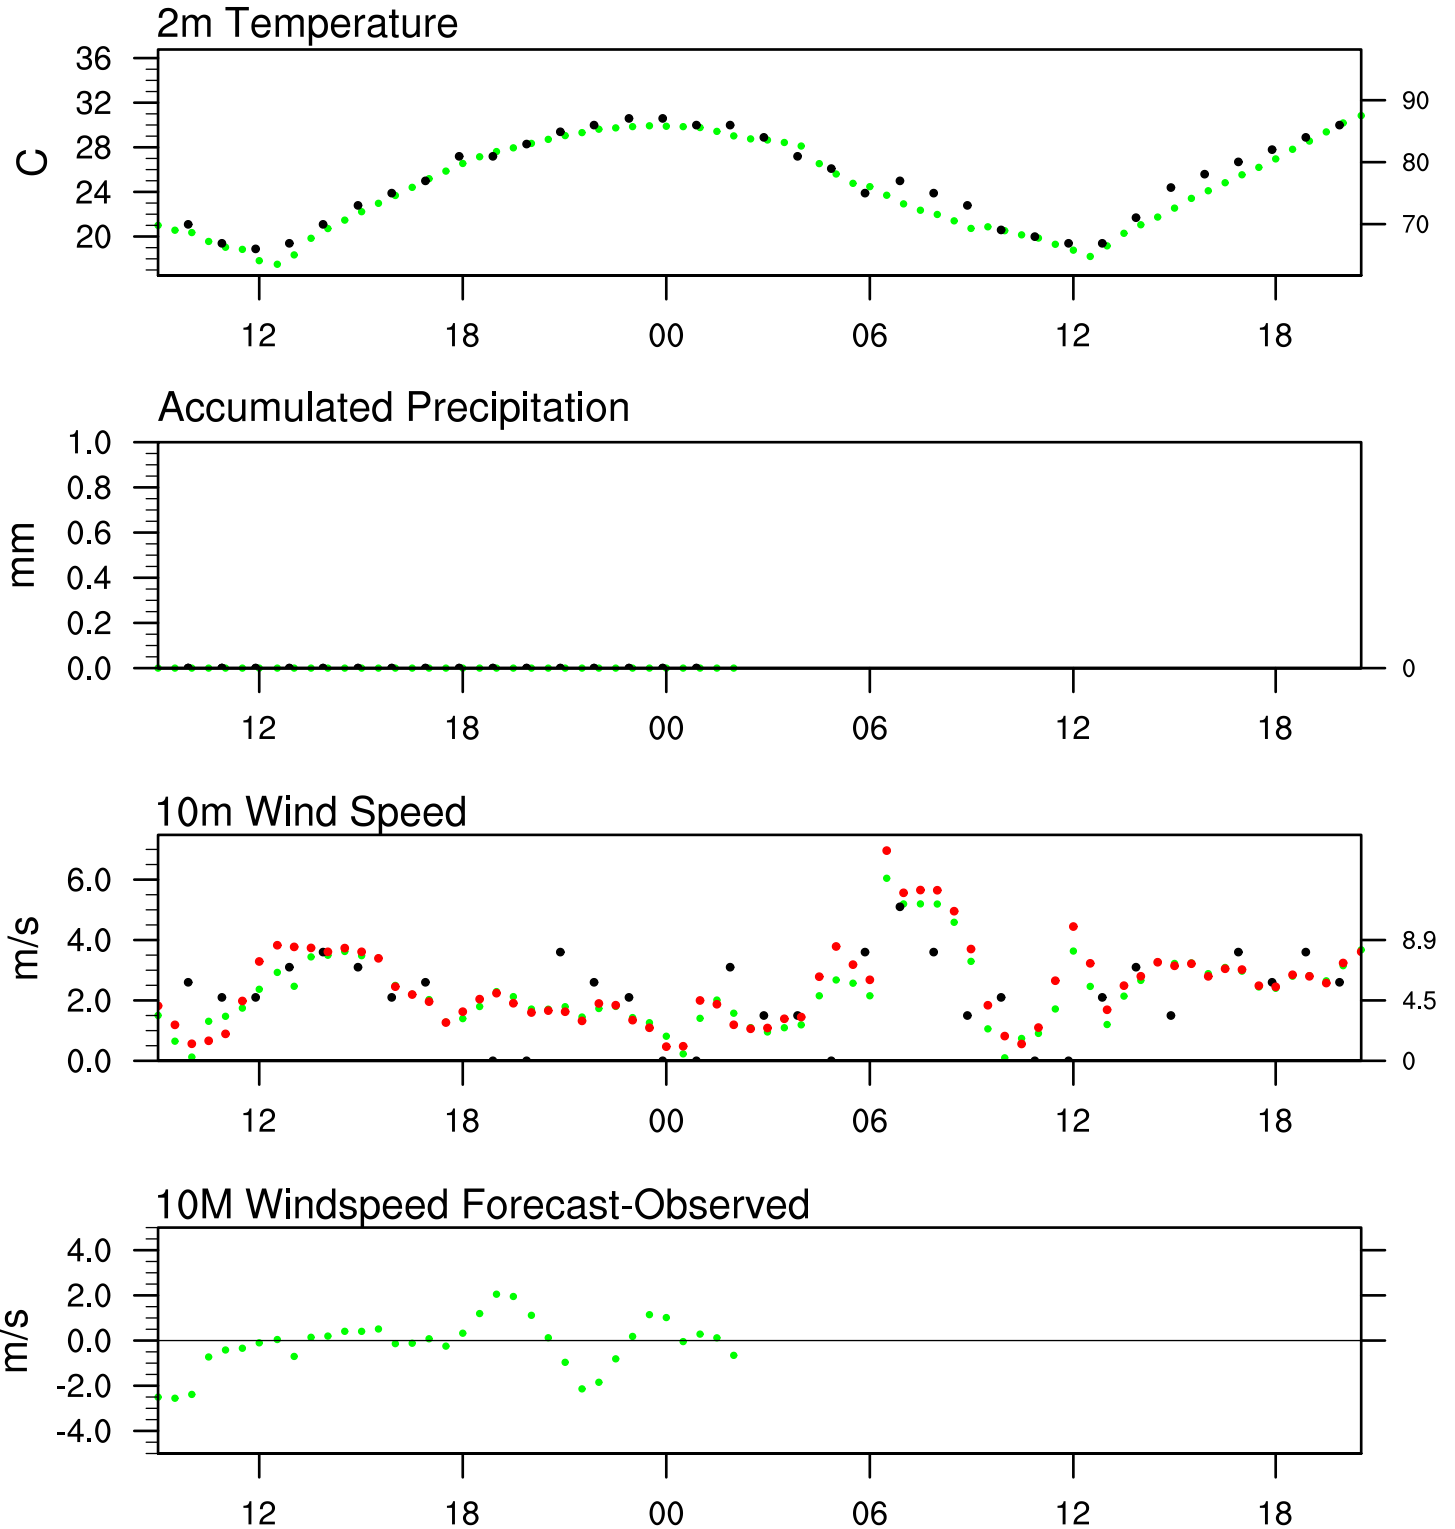 2m Temperature
36
32
28
24
20
C
90
80
70
12 18 00 06 12 18
Accumulated Precipitation
1.0
0.8
0.6
0.4
0.2
0.0
mm
0
12 18 00 06 12 18
10m Wind Speed
6.0
4.0
2.0
0.0
m/s
8.9
4.5
0
12 18 00 06 12 18
10M Windspeed Forecast-Observed
4.0
2.0
0.0
-2.0
-4.0
m/s
12 18 00 06 12 18